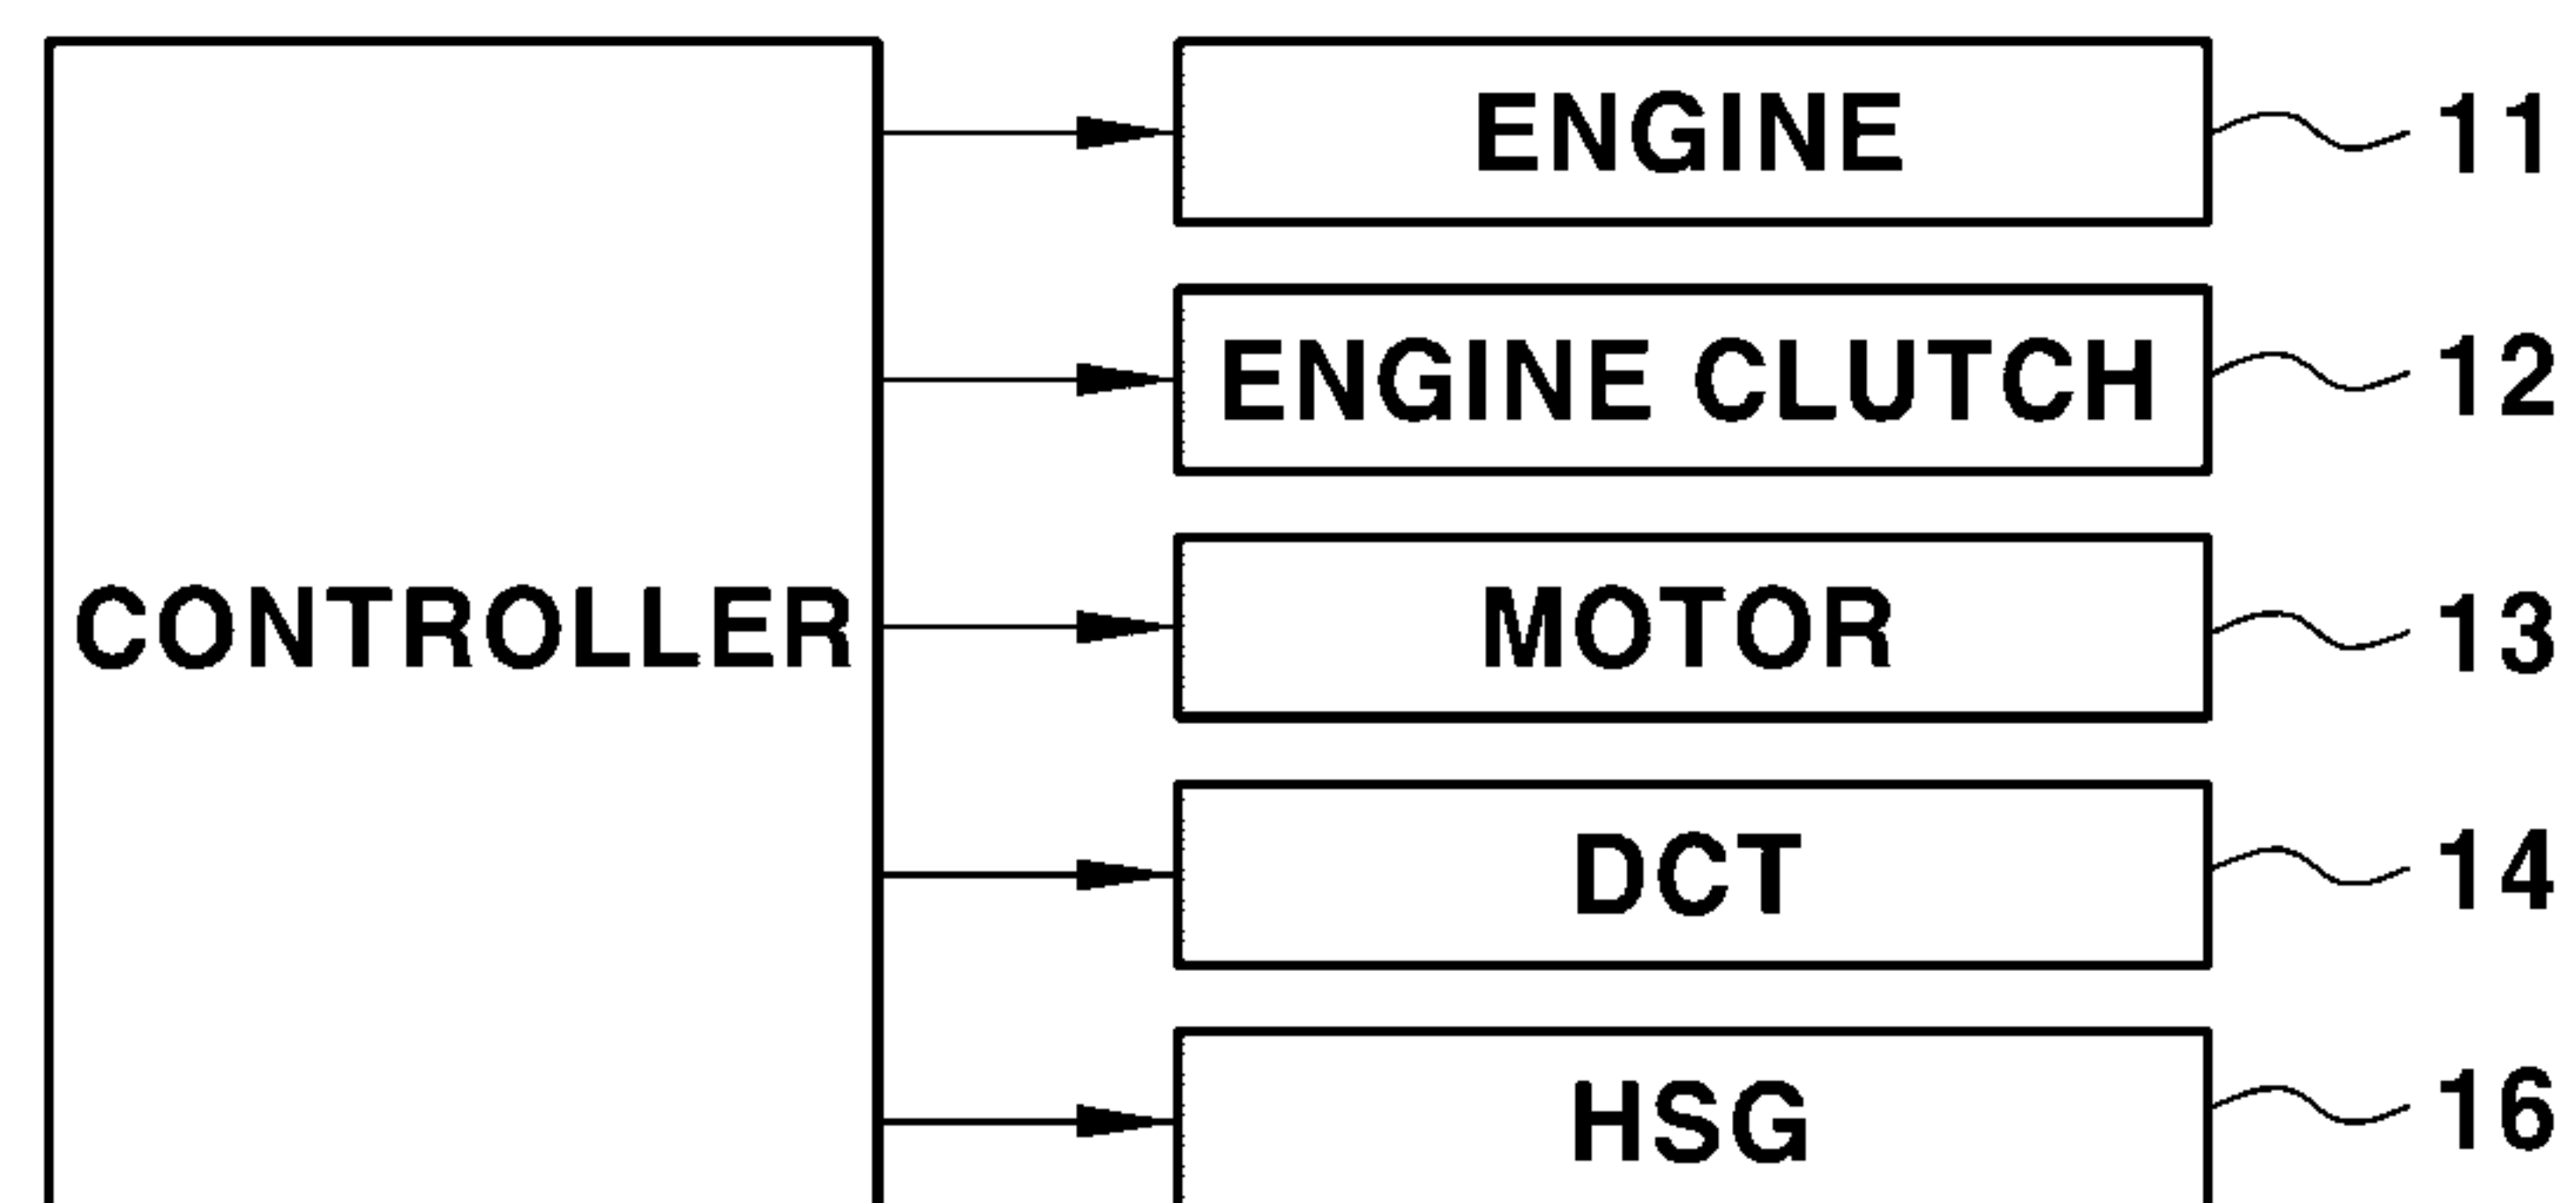 ENGINE 11
ENGINE CLUTCH 12
CONTROLLER MOTOR 13
DCT 14
HSG 16